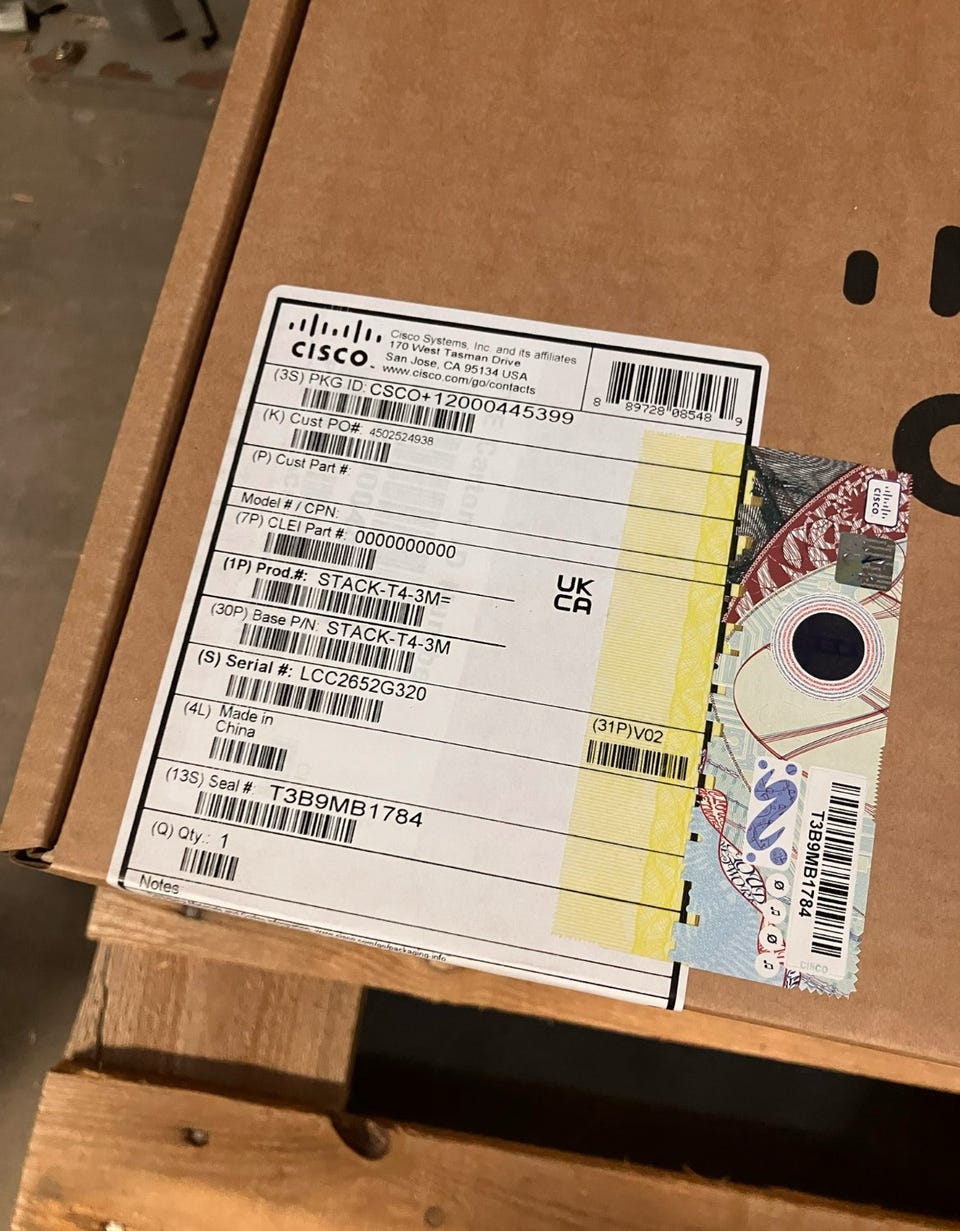 CISCO
Cisco Systems, Inc. and its affiliates
170 West Tasman Drive
San Jose, CA 95134 USA
www.cisco.com/go/contacts
8 89728 08548 9
(3S) PKG ID: CSCO+12000445399
(K) Cust PO#: 4502524938
(P) Cust Part #:
Model # / CPN:
(7P) CLEI Part #: 0000000000
(1P) Prod.#: STACK-T4-3M=
UK
CA
(30P) Base P/N: STACK-T4-3M
(S) Serial #: LCC2652G320
(4L) Made in
China
(31P)V02
(13S) Seal #: T3B9MB1784
(Q) Qty.: 1
Notes
CISCO
T3B9MB1784
CISCO